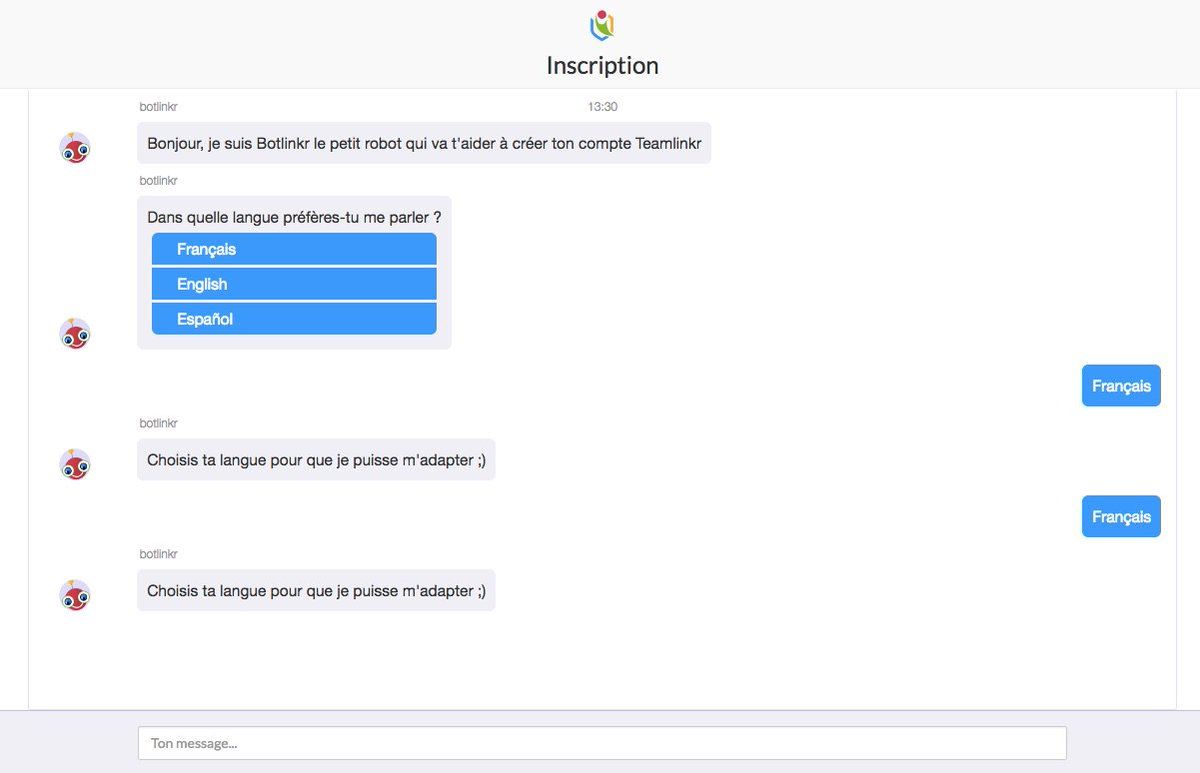 Inscription
botlinkr
13:30
Bonjour, je suis Botlinkr le petit robot qui va t'aider à créer ton compte Teamlinkr
botlinkr
Dans quelle langue préfères-tu me parler ?
Français
English
Español
Français
botlinkr
Choisis ta langue pour que je puisse m'adapter ;)
Français
botlinkr
Choisis ta langue pour que je puisse m'adapter ;)
Ton message...